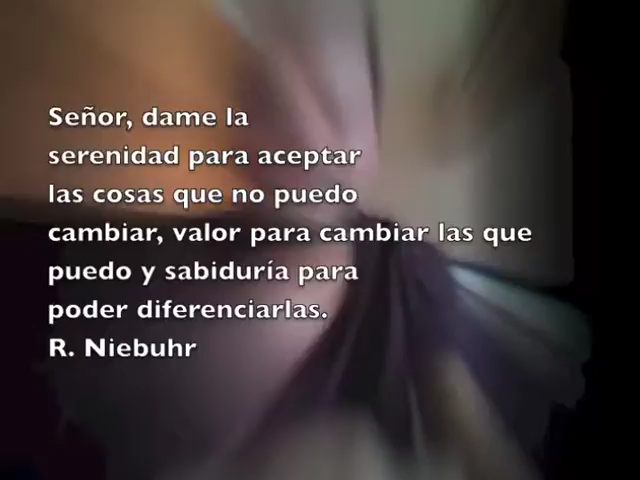 Señor, dame la
serenidad para aceptar
las cosas que no puedo
cambiar, valor para cambiar las que
puedo y sabiduría para
poder diferenciarlas.
R. Niebuhr